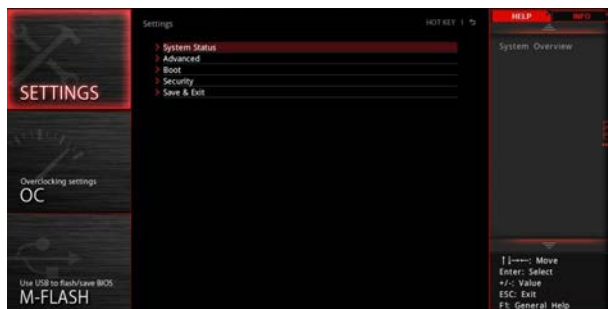 Settings
HOT KEY
HELP
INFO
System Status
Advanced
Boot
Security
Save & Exit
System Overview
SETTINGS
Overclocking settings
OC
Use USB to flash/save BIOS
M-FLASH
↑↓→←: Move
Enter: Select
+/-: Value
ESC: Exit
F1: General Help